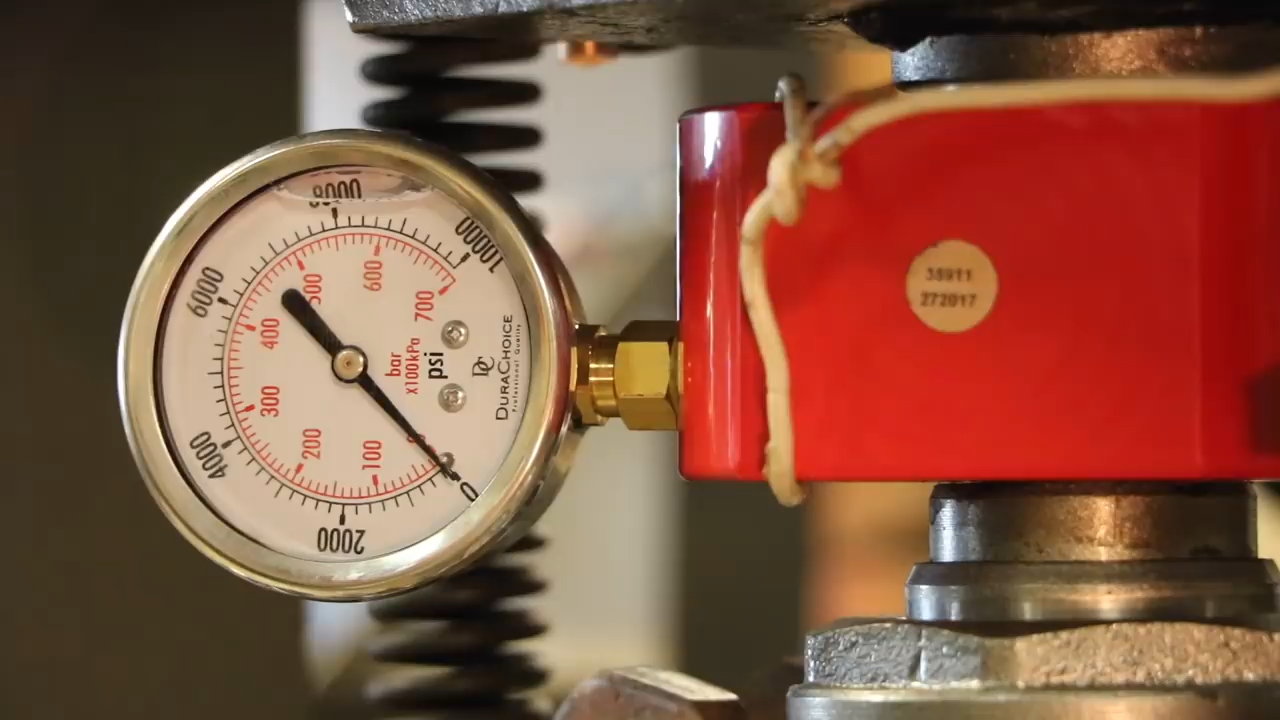 0
2000
4000
6000
8000
10000
100
200
300
400
500
600
700
bar
X100kPa
psi
DC
DURACHOICE
Professional Quality
38911
272017